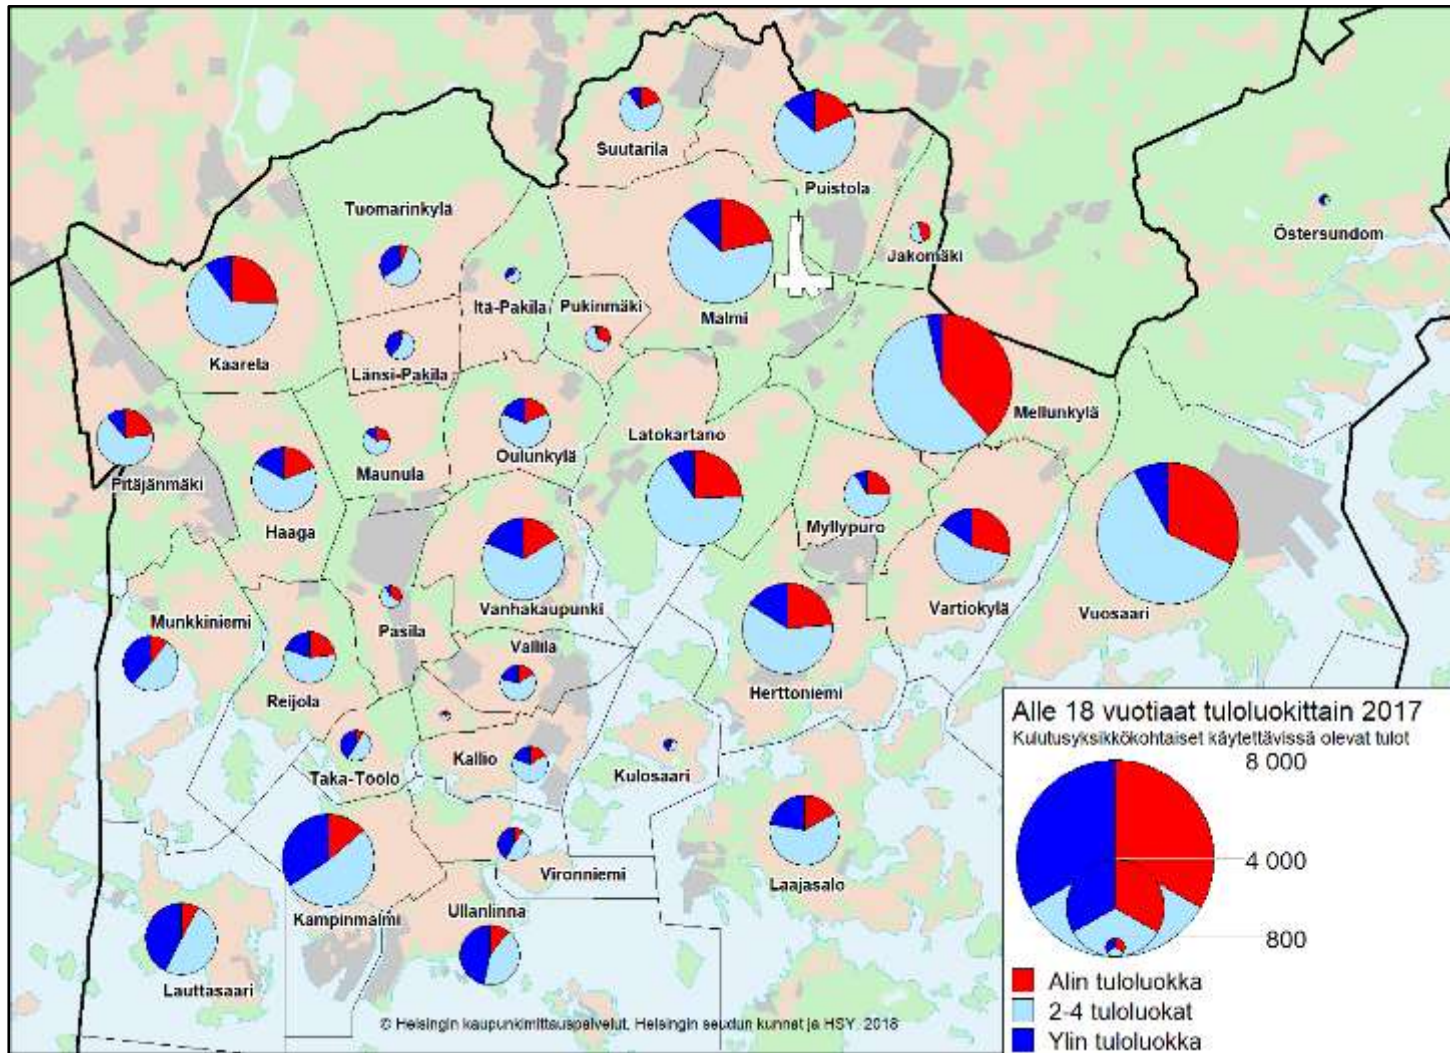 Suutarila
Puistola
Tuomarinkylä
Östersundom
Jakomäki
Itä-Pakila
Pukinmäki
Malmi
Kaarela
Länsi-Pakila
Mellunkylä
Latokartano
Oulunkylä
Maunula
Pitäjänmäki
Haaga
Myllypuro
Vanhakaupunki
Vartiokylä
Vuosaari
Munkkiniemi
Pasila
Vallila
Reijola
Herttoniemi
Kallio
Taka-Toolo
Kulosaari
Vironniemi
Laajasalo
Kampinmalmi
Ullanlinna
Lauttasaari
Alle 18 vuotiaat tuloluokittain 2017
Kulutusyksikkökohtaiset käytettävissä olevat tulot
8 000
4 000
800
Alin tuloluokka
2-4 tuloluokat
Ylin tuloluokka
© Helsingin kaupunkimittauspalvelut, Helsingin seudun kunnat ja HSY, 2018